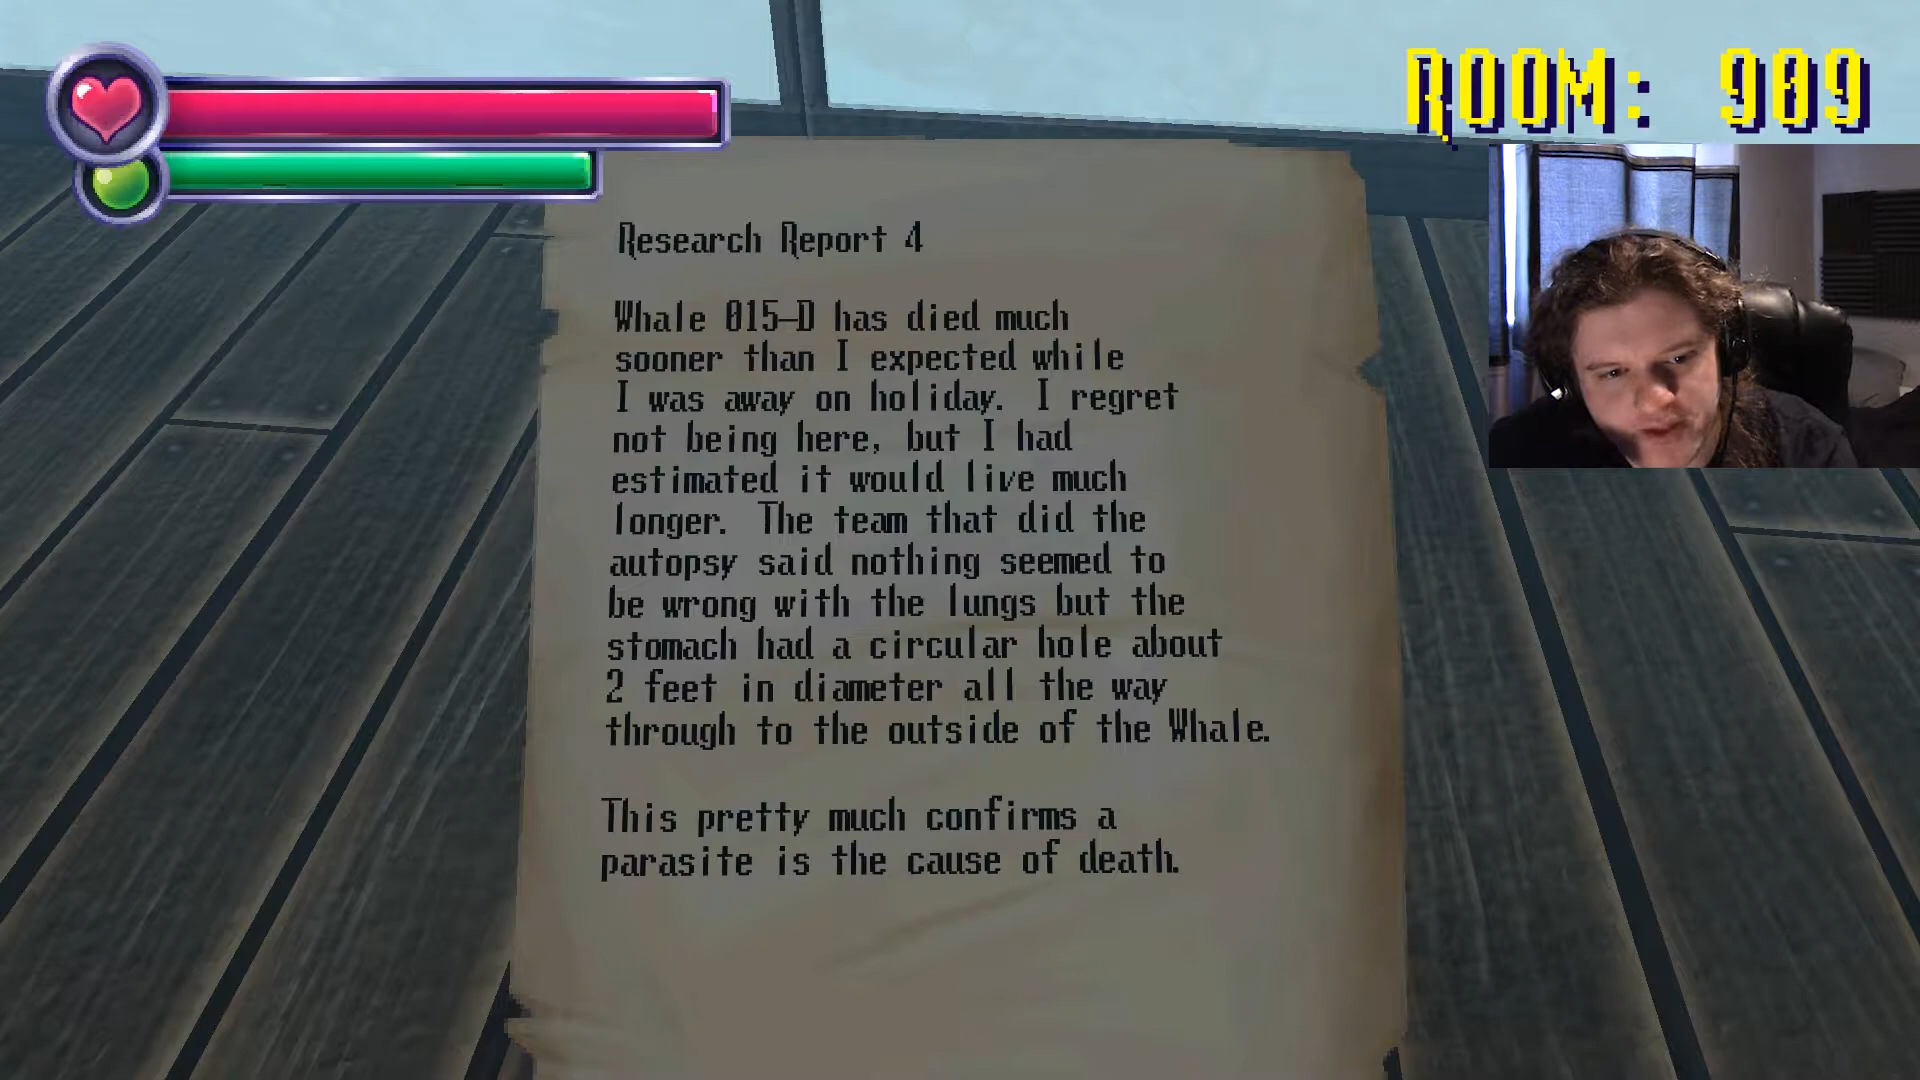 ROOM: 909
Research Report 4
Whale 015-D has died much
sooner than I expected while
I was away on holiday. I regret
not being here, but I had
estimated it would live much
longer. The team that did the
autopsy said nothing seemed to
be wrong with the lungs but the
stomach had a circular hole about
2 feet in diameter all the way
through to the outside of the Whale.
This pretty much confirms a
parasite is the cause of death.